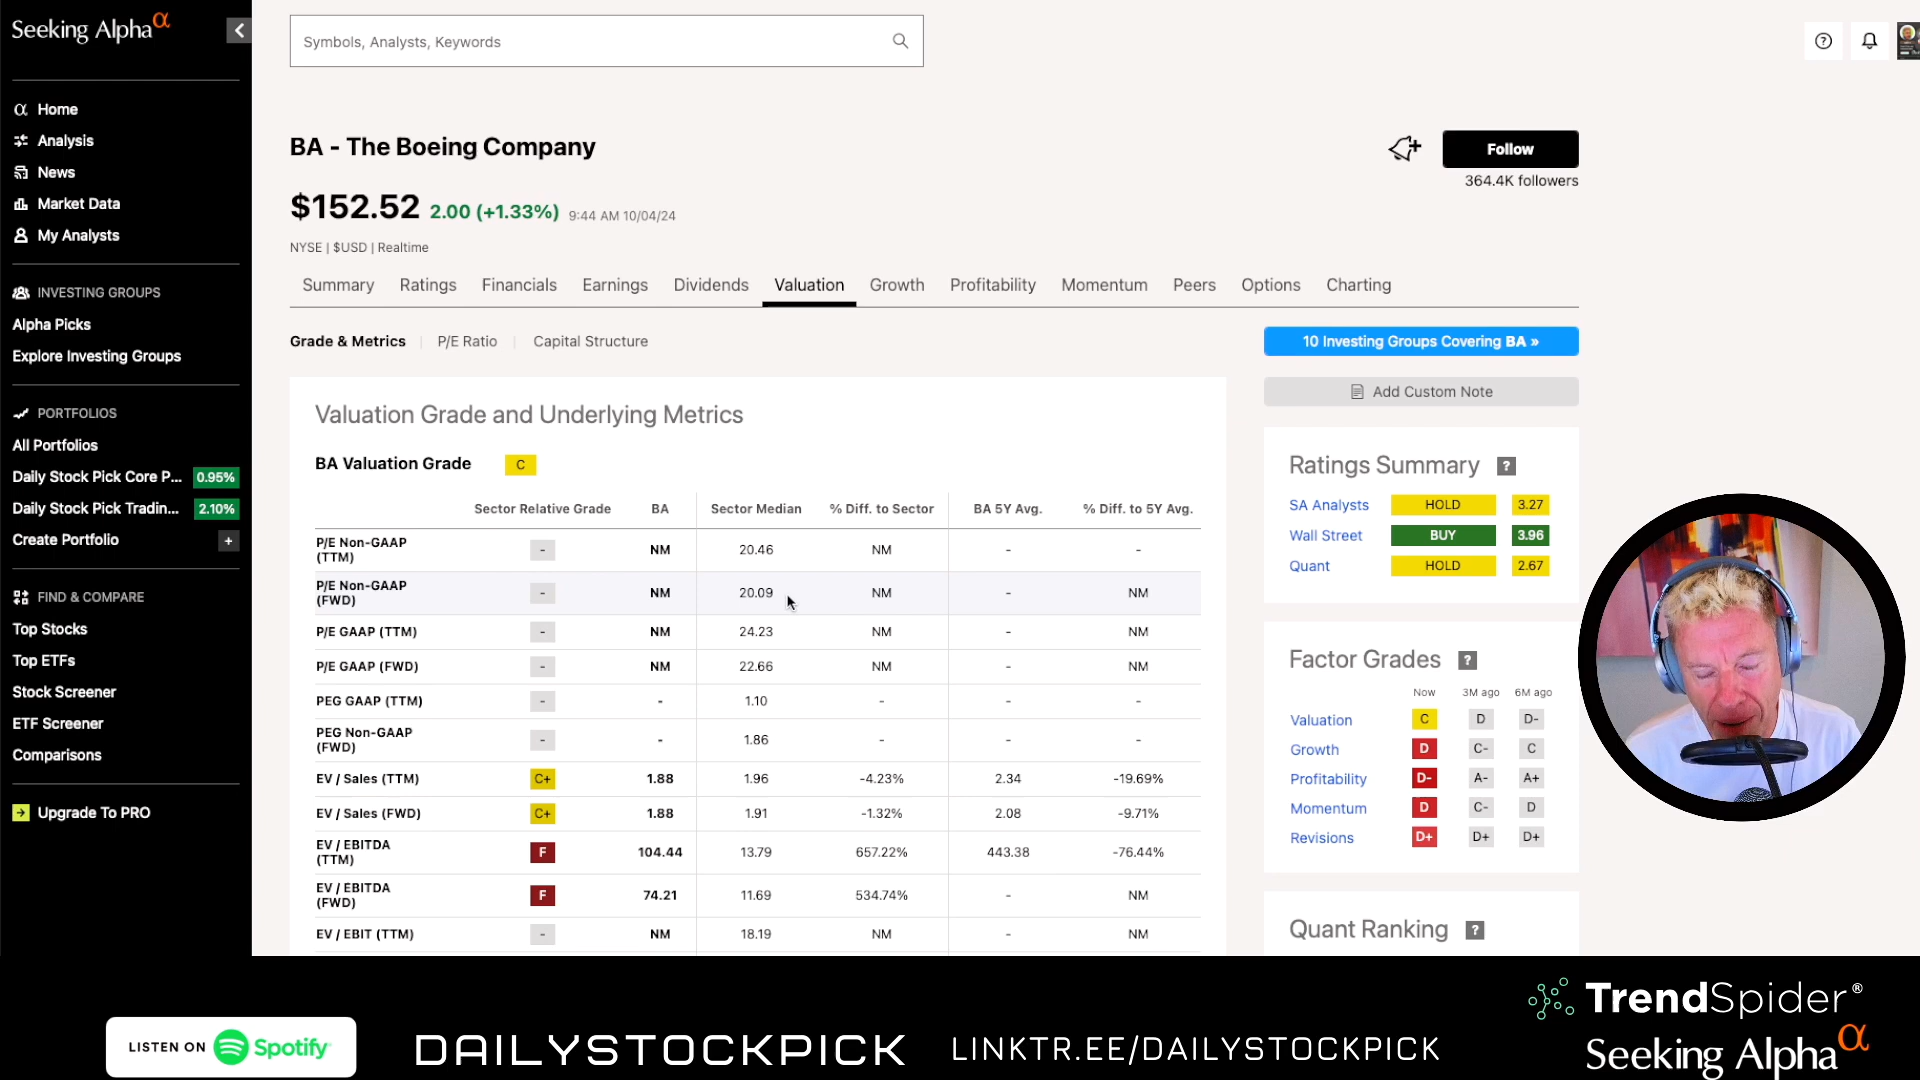 Seeking Alpha α
Symbols, Analysts, Keywords
Home
Analysis
News
Market Data
My Analysts
INVESTING GROUPS
Alpha Picks
Explore Investing Groups
PORTFOLIOS
All Portfolios
Daily Stock Pick Core P... 0.95%
Daily Stock Pick Tradin... 2.10%
Create Portfolio +
FIND & COMPARE
Top Stocks
Top ETFs
Stock Screener
ETF Screener
Comparisons
Upgrade To PRO
BA - The Boeing Company
Follow
364.4K followers
$152.52 2.00 (+1.33%) 9:44 AM 10/04/24
NYSE | $USD | Realtime
Summary Ratings Financials Earnings Dividends Valuation Growth Profitability Momentum Peers Options Charting
Grade & Metrics | P/E Ratio | Capital Structure
Valuation Grade and Underlying Metrics
BA Valuation Grade C
Sector Relative Grade BA Sector Median % Diff. to Sector BA 5Y Avg. % Diff. to 5Y Avg.
P/E Non-GAAP (TTM) - NM 20.46 NM - -
P/E Non-GAAP (FWD) - NM 20.09 NM - NM
P/E GAAP (TTM) - NM 24.23 NM - NM
P/E GAAP (FWD) - NM 22.66 NM - NM
PEG GAAP (TTM) - - 1.10 - - -
PEG Non-GAAP (FWD) - - 1.86 - - -
EV / Sales (TTM) C+ 1.88 1.96 -4.23% 2.34 -19.69%
EV / Sales (FWD) C+ 1.88 1.91 -1.32% 2.08 -9.71%
EV / EBITDA (TTM) F 104.44 13.79 657.22% 443.38 -76.44%
EV / EBITDA (FWD) F 74.21 11.69 534.74% - NM
EV / EBIT (TTM) - NM 18.19 NM - NM
10 Investing Groups Covering BA »
Add Custom Note
Ratings Summary ?
SA Analysts HOLD 3.27
Wall Street BUY 3.96
Quant HOLD 2.67
Factor Grades ?
Now 3M ago 6M ago
Valuation C D D-
Growth D C- C
Profitability D- A- A+
Momentum D C- D
Revisions D+ D+ D+
Quant Ranking ?
LISTEN ON Spotify
DAILYSTOCKPICK
LINKTR.EE/DAILYSTOCKPICK
TrendSpider®
Seeking Alpha α